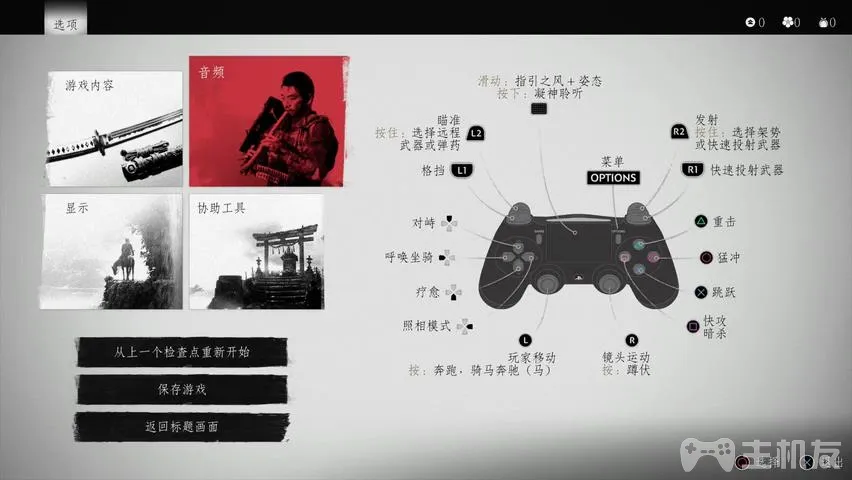 选项
0
0
0
游戏内容
音频
显示
协助工具
从上一个检查点重新开始
保存游戏
返回标题画面
滑动：指引之风+姿态
按下：凝神聆听
瞄准
按住：选择远程
武器或弹药
L2
格挡
L1
对峙
呼唤坐骑
疗愈
照相模式
L
玩家移动
按：奔跑，骑马奔驰（马）
菜单
OPTIONS
R2
发射
按住：选择架势
或快速投射武器
R1
快速投射武器
重击
猛冲
跳跃
快攻
暗杀
R
镜头运动
按：蹲伏
主机友